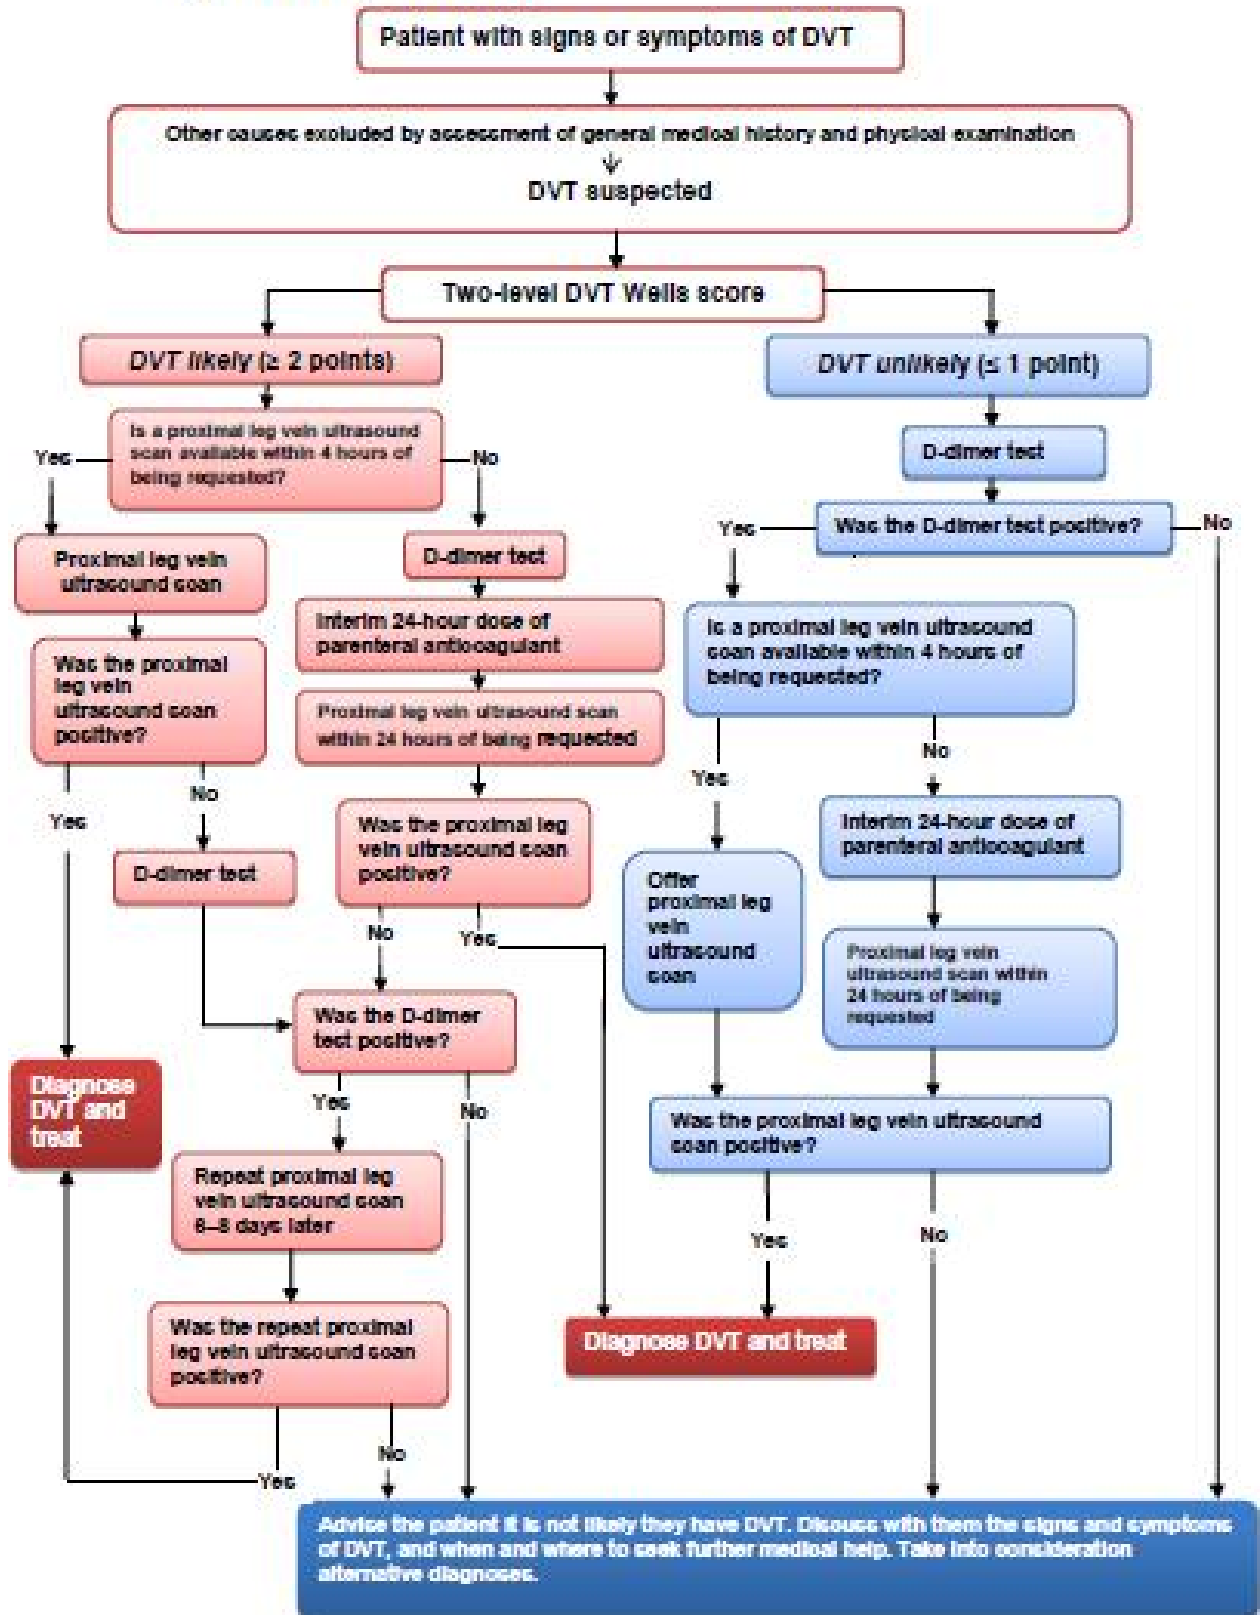 Patient with signs or symptoms of DVT
Other causes excluded by assessment of general medical history and physical examination
DVT suspected
Two-level DVT Wells score
DVT likely (≥ 2 points)
Is a proximal leg vein ultrasound
scan available within 4 hours of
being requested?
Yes
No
Proximal leg vein
ultrasound scan
Was the proximal
leg vein
ultrasound scan
positive?
Yes
No
D-dimer test
D-dimer test
Interim 24-hour dose of
parenteral anticoagulant
Proximal leg vein ultrasound scan
within 24 hours of being requested
Was the proximal leg
vein ultrasound scan
positive?
No
Yes
Was the D-dimer
test positive?
Yes
No
Diagnose
DVT and
treat
Repeat proximal leg
vein ultrasound scan
6–8 days later
Was the repeat proximal
leg vein ultrasound scan
positive?
Yes
No
DVT unlikely (≤ 1 point)
D-dimer test
Was the D-dimer test positive?
Yes
No
Is a proximal leg vein ultrasound
scan available within 4 hours of
being requested?
Yes
No
Offer
proximal leg
vein
ultrasound
scan
Interim 24-hour dose of
parenteral anticoagulant
Proximal leg vein
ultrasound scan within
24 hours of being
requested
Was the proximal leg vein ultrasound
scan positive?
Yes
No
Diagnose DVT and treat
Advise the patient it is not likely they have DVT. Discuss with them the signs and symptoms
of DVT, and when and where to seek further medical help. Take into consideration
alternative diagnoses.